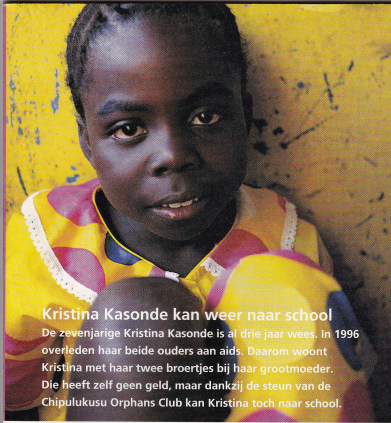 Kristina Kasonde kan weer naar school
De zevenjarige Kristina Kasonde is al drie jaar wees. In 1996
overleden haar beide ouders aan aids. Daarom woont
Kristina met haar twee broertjes bij haar grootmoeder.
Die heeft zelf geen geld, maar dankzij de steun van de
Chipulukusu Orphans Club kan Kristina toch naar school.